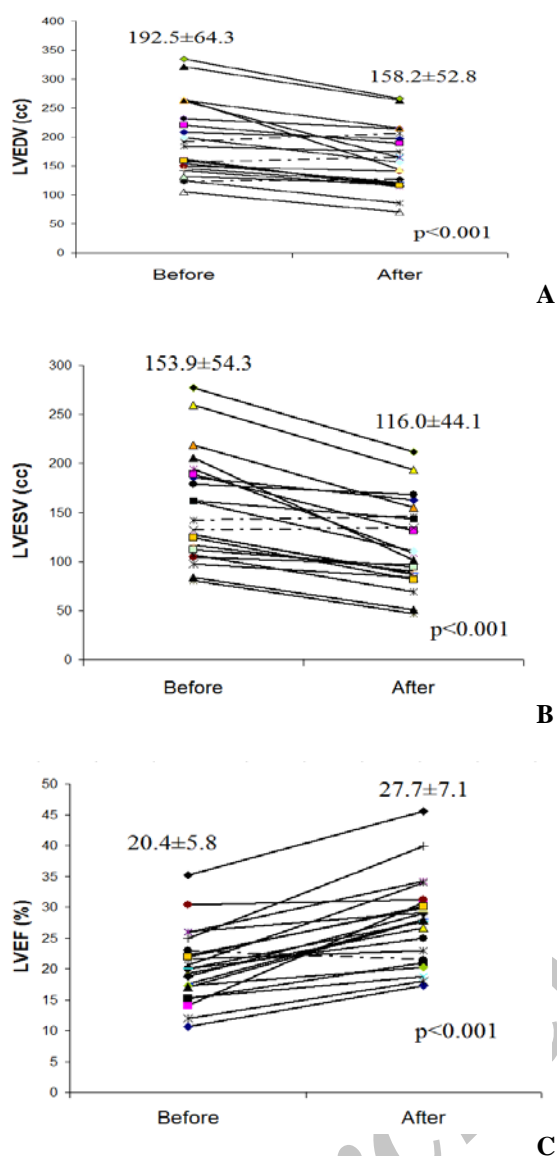 192.5±64.3
158.2±52.8
LVEDV (cc)
400
350
300
250
200
150
100
50
0
p<0.001
Before After
A
153.9±54.3
116.0±44.1
LVESV (cc)
300
250
200
150
100
50
0
p<0.001
Before After
B
27.7±7.1
20.4±5.8
LVEF (%)
50
45
40
35
30
25
20
15
10
5
0
p<0.001
Before After
C